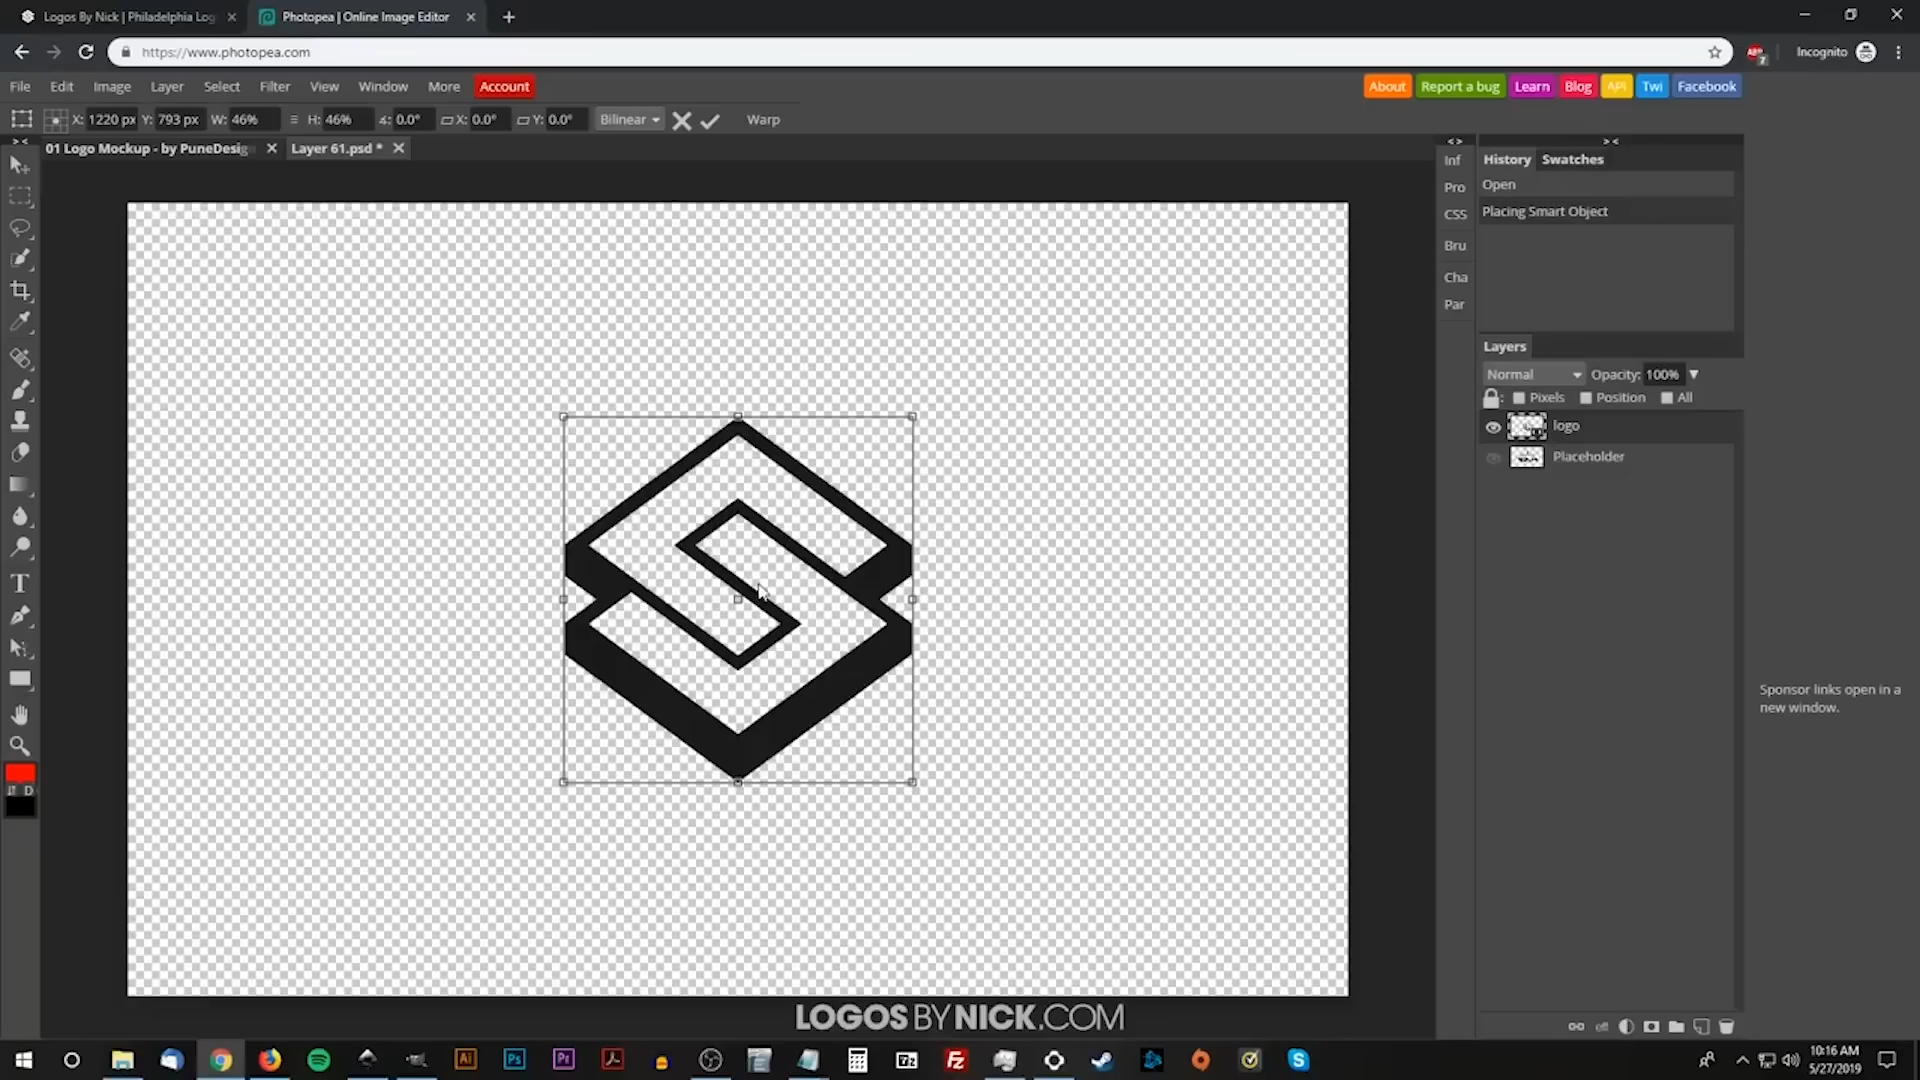 Logos By Nick | Philadelphia Log
Photopea | Online Image Editor
https://www.photopea.com
Incognito
File Edit Image Layer Select Filter View Window More Account
About Report a bug Learn Blog API Twi Facebook
X: 1220 px Y: 793 px W: 46% H: 46% ∡: 0.0° X: 0.0° Y: 0.0° Bilinear Warp
01 Logo Mockup - by PuneDesig
Layer 61.psd *
Inf
Pro
CSS
Bru
Cha
Par
History Swatches
Open
Placing Smart Object
Layers
Normal Opacity: 100%
Pixels Position All
logo
Placeholder
Sponsor links open in a
new window.
D
LOGOS BY NICK.COM
10:16 AM
5/27/2019